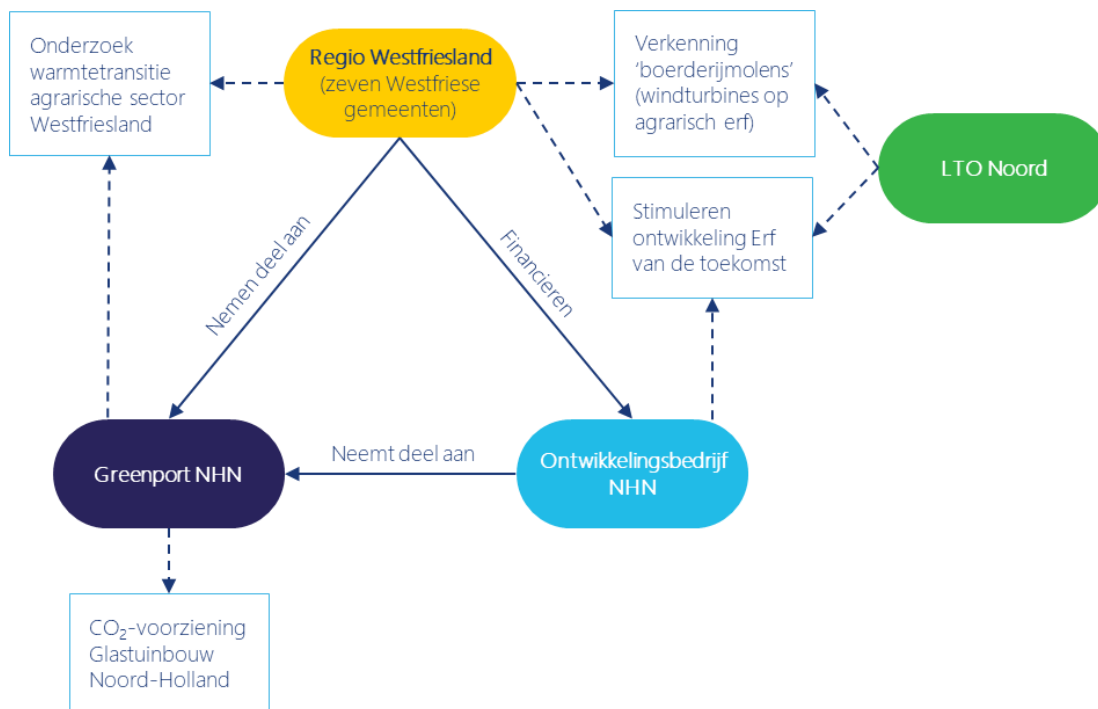 Onderzoek
warmtetransitie
agrarische sector
Westfriesland
Regio Westfriesland
(zeven Westfriese
gemeenten)
Verkenning
‘boerderijmolens’
(windturbines op
agrarisch erf)
LTO Noord
Stimuleren
ontwikkeling Erf
van de toekomst
Nemen deel aan
Financieren
Greenport NHN
Neemt deel aan
Ontwikkelingsbedrijf
NHN
CO₂-voorziening
Glastuinbouw
Noord-Holland